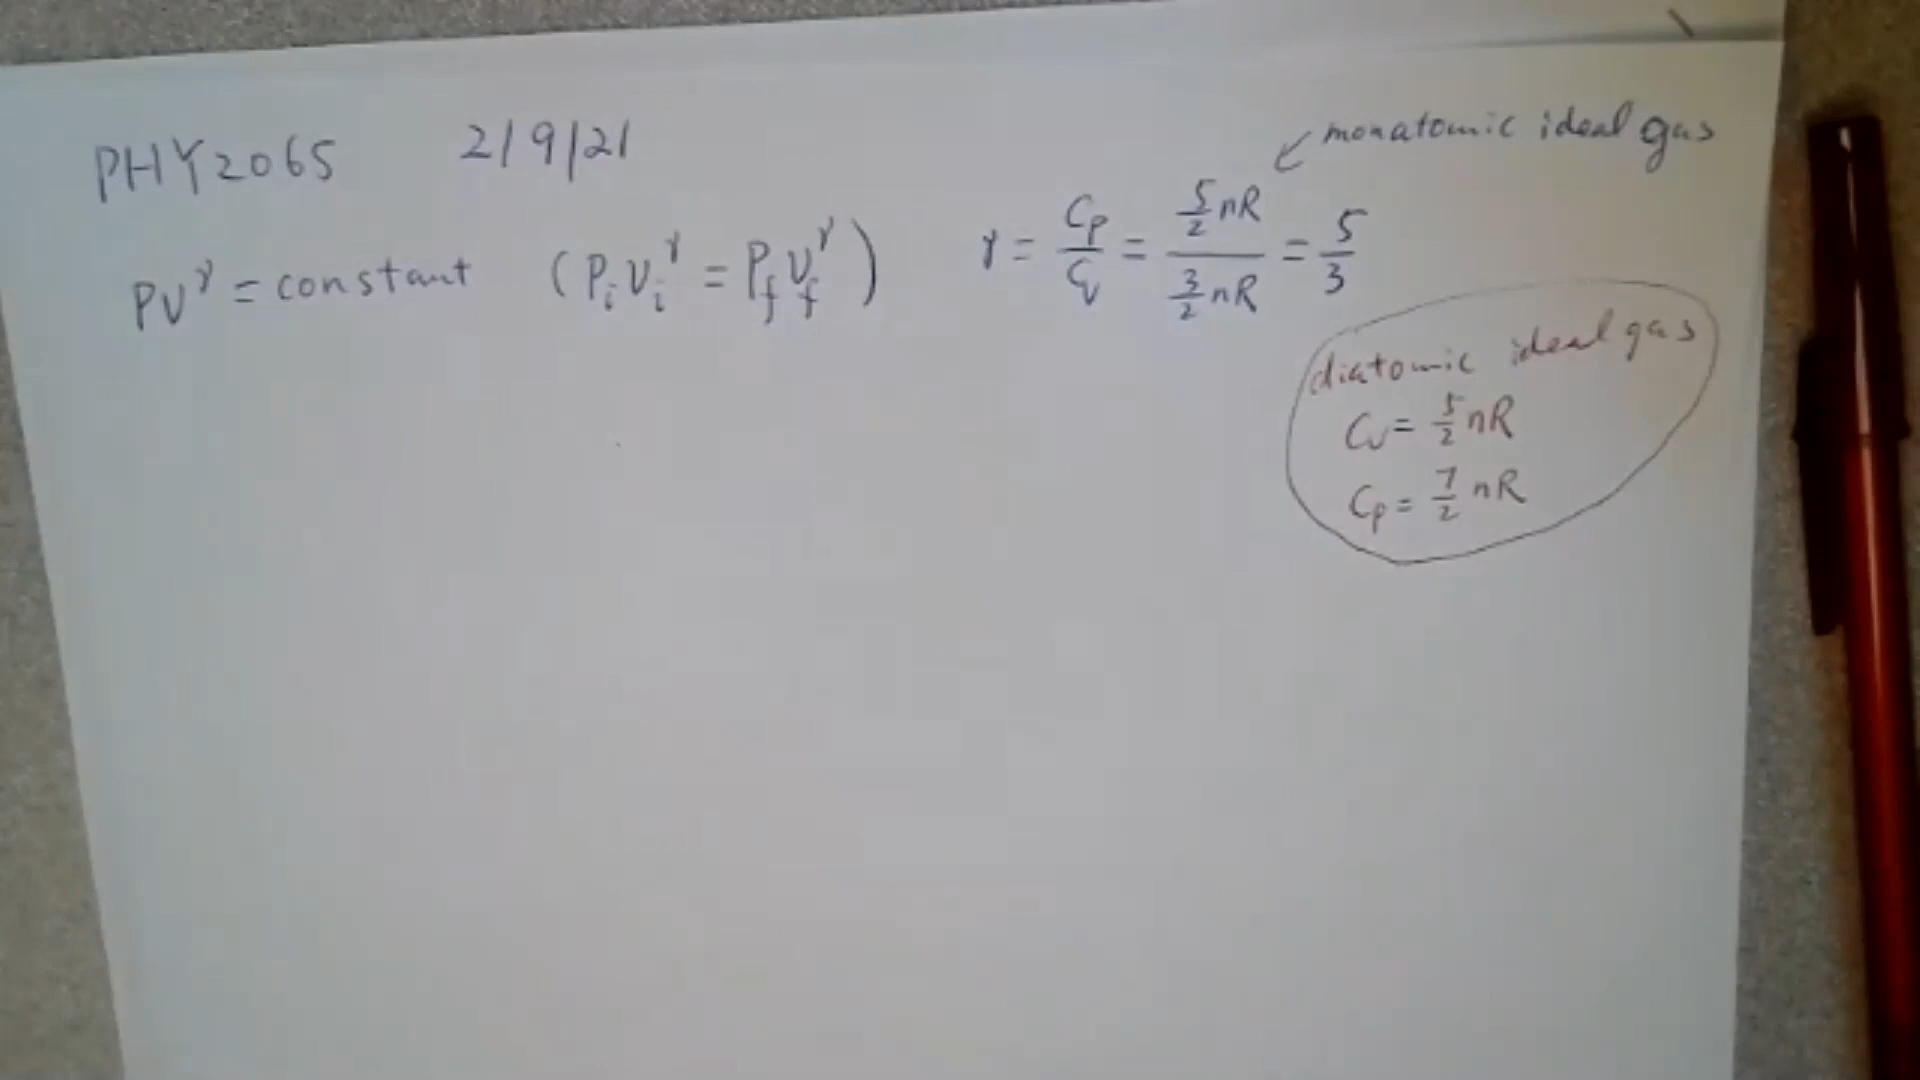 PHY2065 2/9/21
monatomic ideal gas
PV^γ = constant (P_i V_i^γ = P_f V_f^γ) γ = C_p/C_v = (5/2 nR)/(3/2 nR) = 5/3
diatomic ideal gas
C_v = 5/2 nR
C_p = 7/2 nR